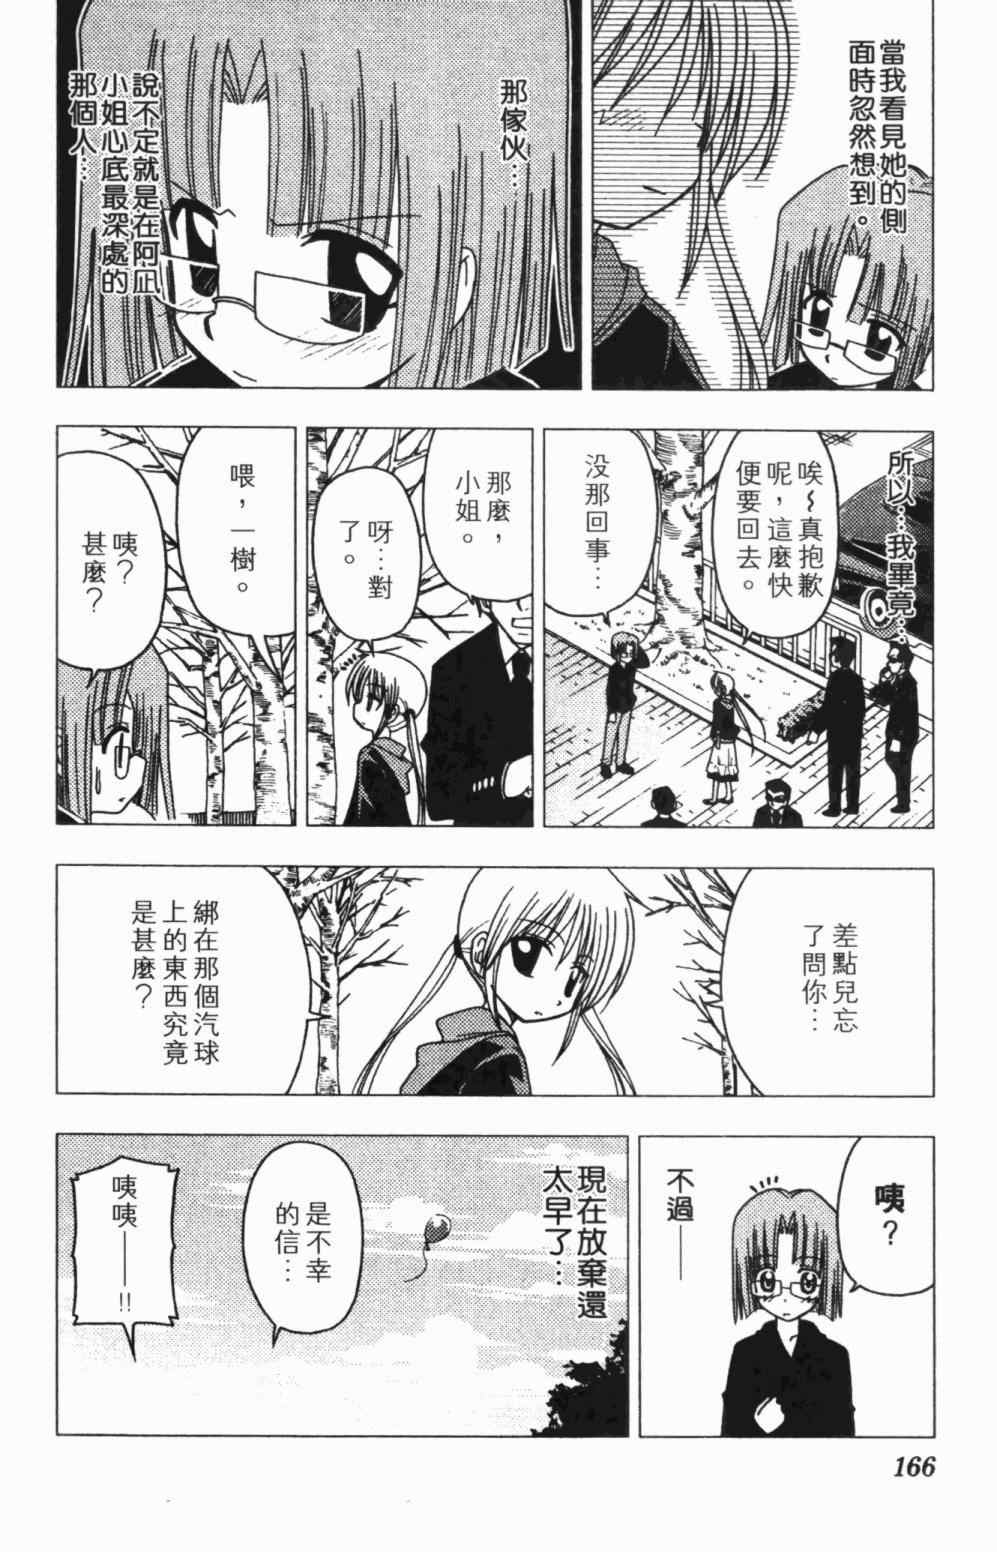 當我看見她的側
面時忽然想到。
那傢伙…
說不定就是在阿凪
小姐心底最深處的
那個人…
所以…我畢竟…
唉～真抱歉
呢，這麼快
便要回去。
没那回事…
那麼，
小姐。
呀…對
了。
喂，一樹。
咦？
甚麼？
差點兒忘
了問你…
綁在那個汽球
上的東西究竟
是甚麼？
咦？
不過——
現在放棄還
太早了…
是不幸
的信…
咦咦——!!
166